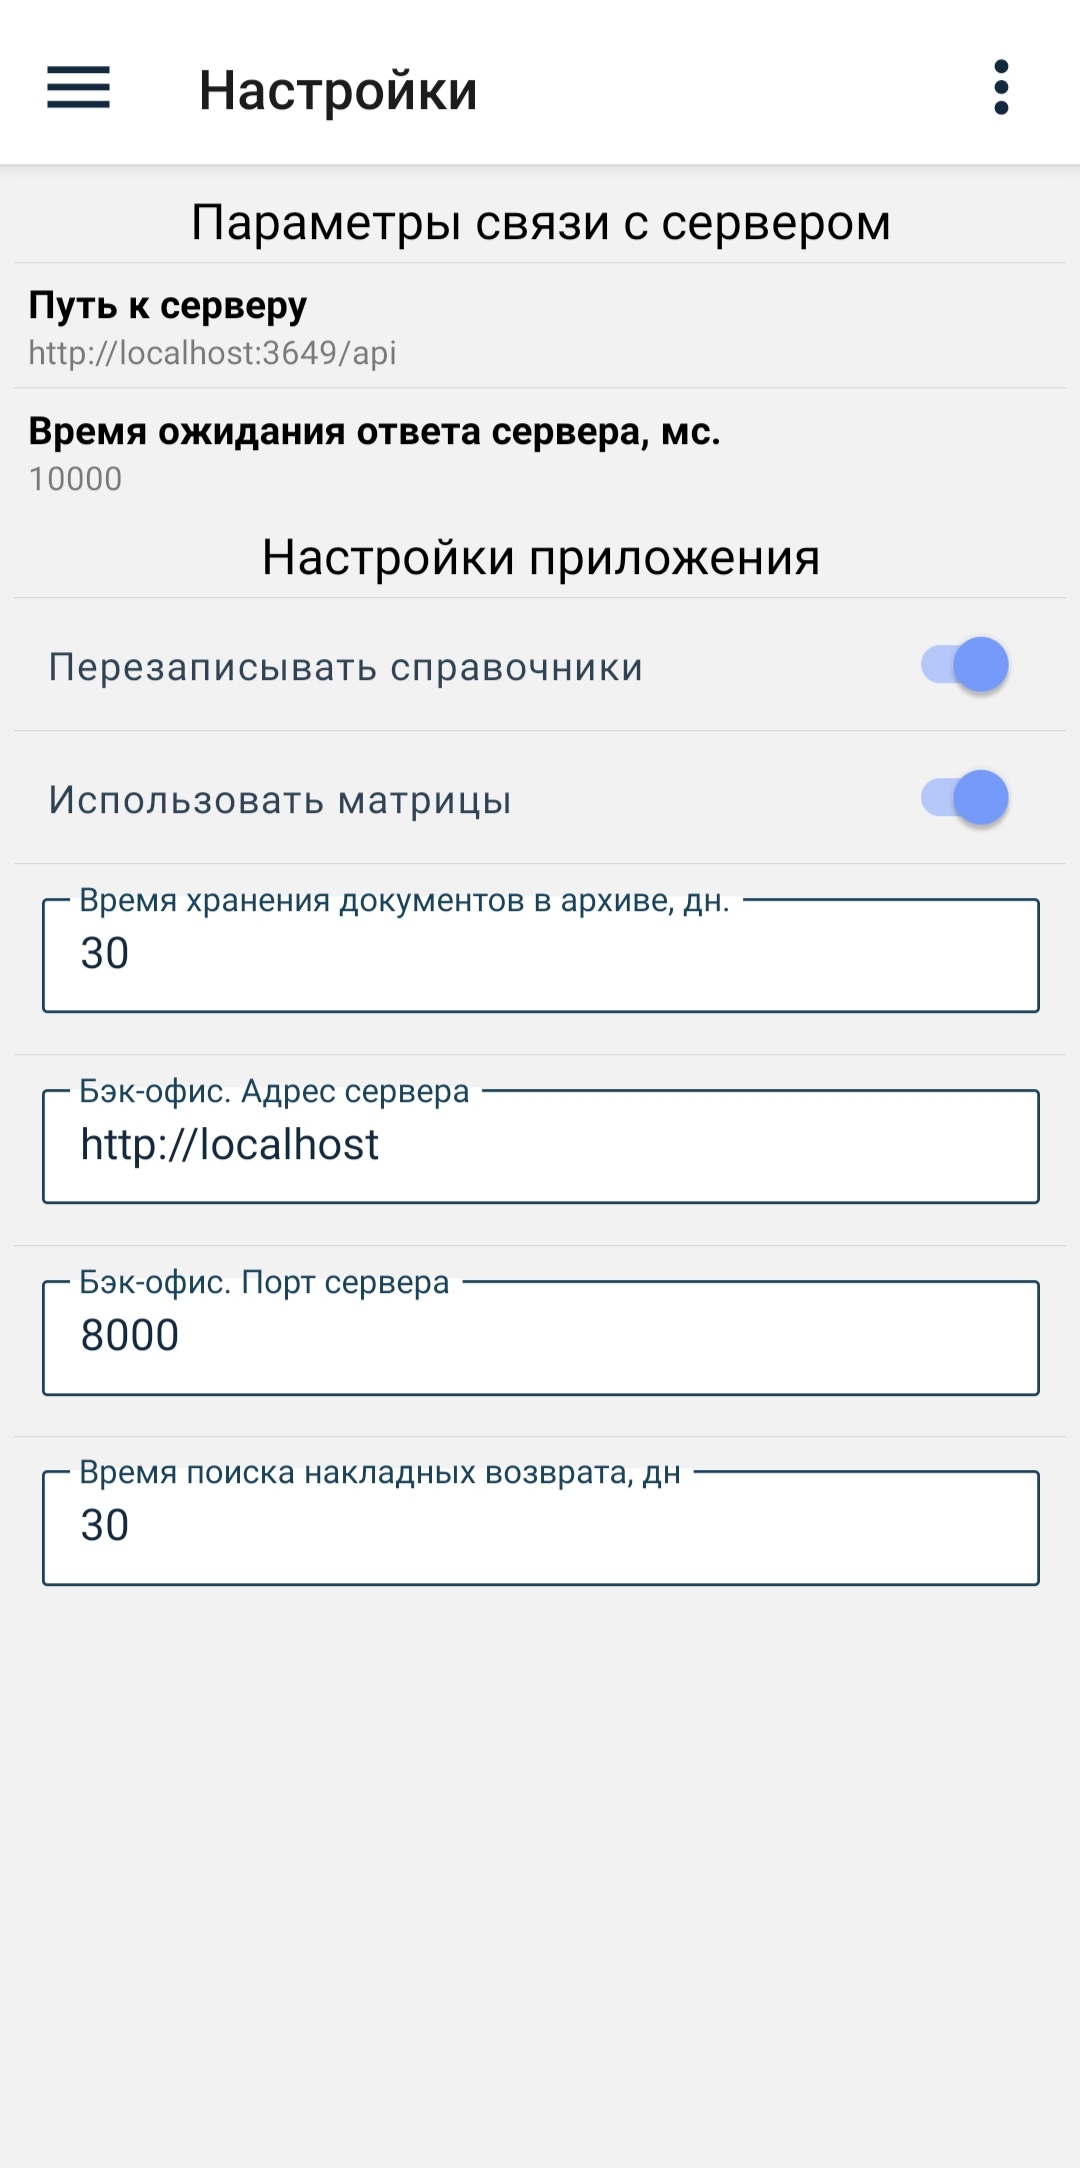 Настройки
Параметры связи с сервером
Путь к серверу
http://localhost:3649/api
Время ожидания ответа сервера, мс.
10000
Настройки приложения
Перезаписывать справочники
Использовать матрицы
Время хранения документов в архиве, дн.
30
Бэк-офис. Адрес сервера
http://localhost
Бэк-офис. Порт сервера
8000
Время поиска накладных возврата, дн
30